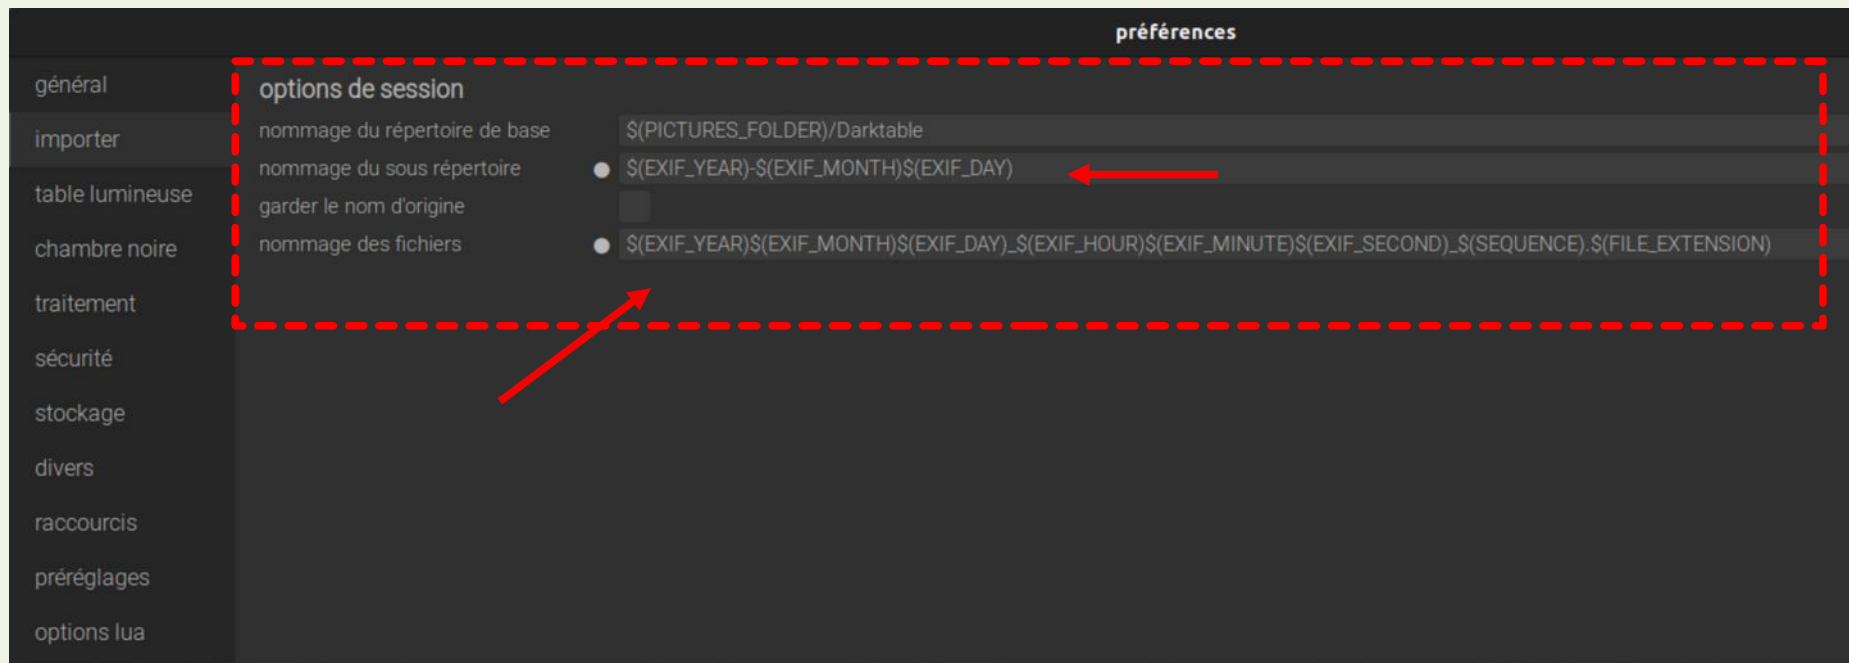 préférences
général
importer
table lumineuse
chambre noire
traitement
sécurité
stockage
divers
raccourcis
préréglages
options lua
options de session
nommage du répertoire de base $(PICTURES_FOLDER)/Darktable
nommage du sous répertoire $(EXIF_YEAR)-$(EXIF_MONTH)$(EXIF_DAY)
garder le nom d'origine
nommage des fichiers $(EXIF_YEAR)$(EXIF_MONTH)$(EXIF_DAY)_$(EXIF_HOUR)$(EXIF_MINUTE)$(EXIF_SECOND)_$(SEQUENCE).$(FILE_EXTENSION)